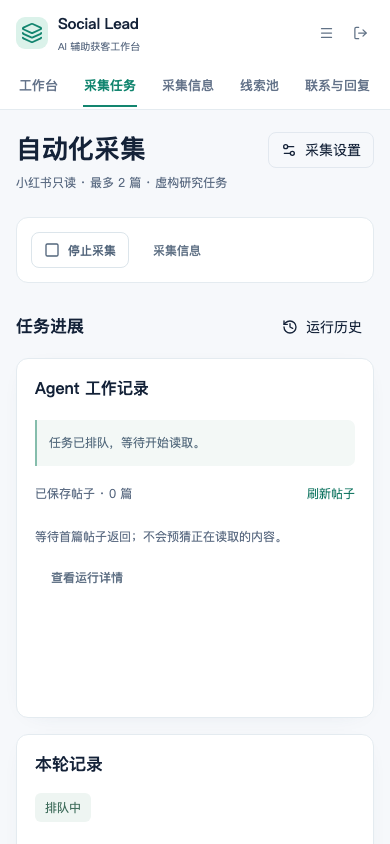 Social Lead
AI 辅助获客工作台
工作台
采集任务
采集信息
线索池
联系与回复
自动化采集
采集设置
小红书只读 · 最多 2 篇 · 虚构研究任务
停止采集
采集信息
任务进展
运行历史
Agent 工作记录
任务已排队，等待开始读取。
已保存帖子 · 0 篇
刷新帖子
等待首篇帖子返回；不会预猜正在读取的内容。
查看运行详情
本轮记录
排队中